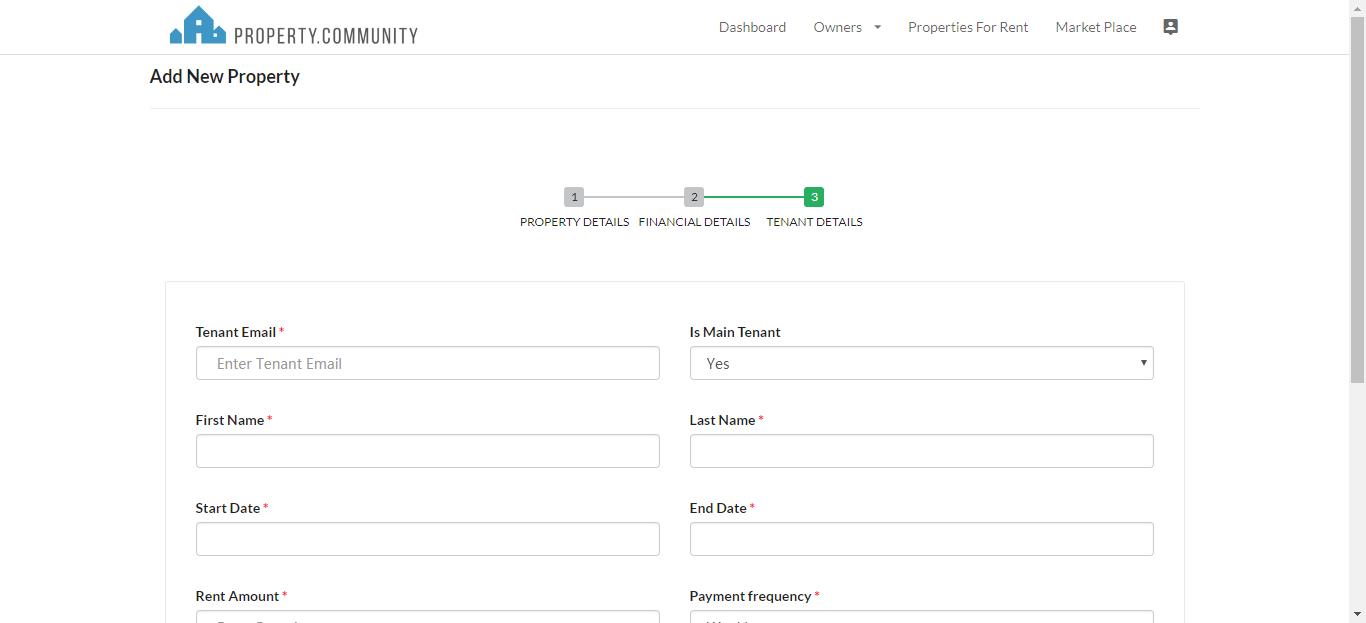 PROPERTY.COMMUNITY
Dashboard Owners Properties For Rent Market Place
Add New Property
1 2 3
PROPERTY DETAILS FINANCIAL DETAILS TENANT DETAILS
Tenant Email * Is Main Tenant
Enter Tenant Email Yes
First Name * Last Name *
Start Date * End Date *
Rent Amount * Payment frequency *